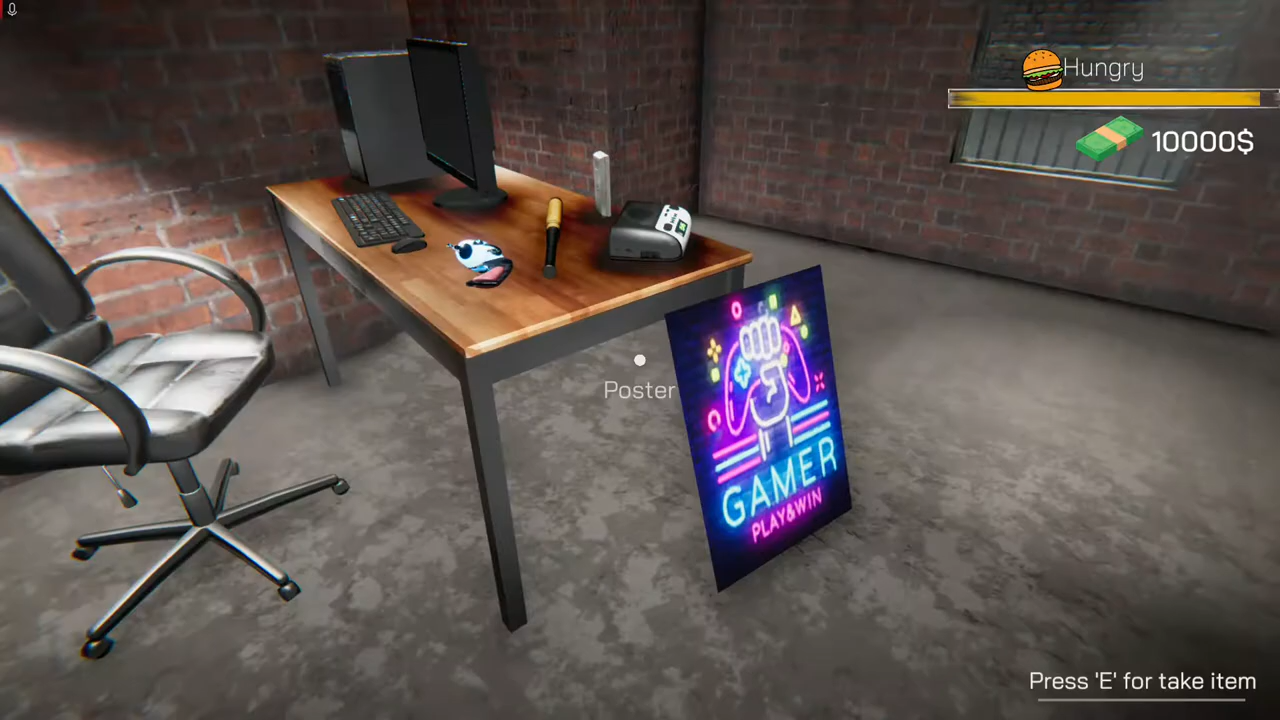 Hungry
10000$
Poster
GAMER
PLAY&WIN
Press 'E' for take item